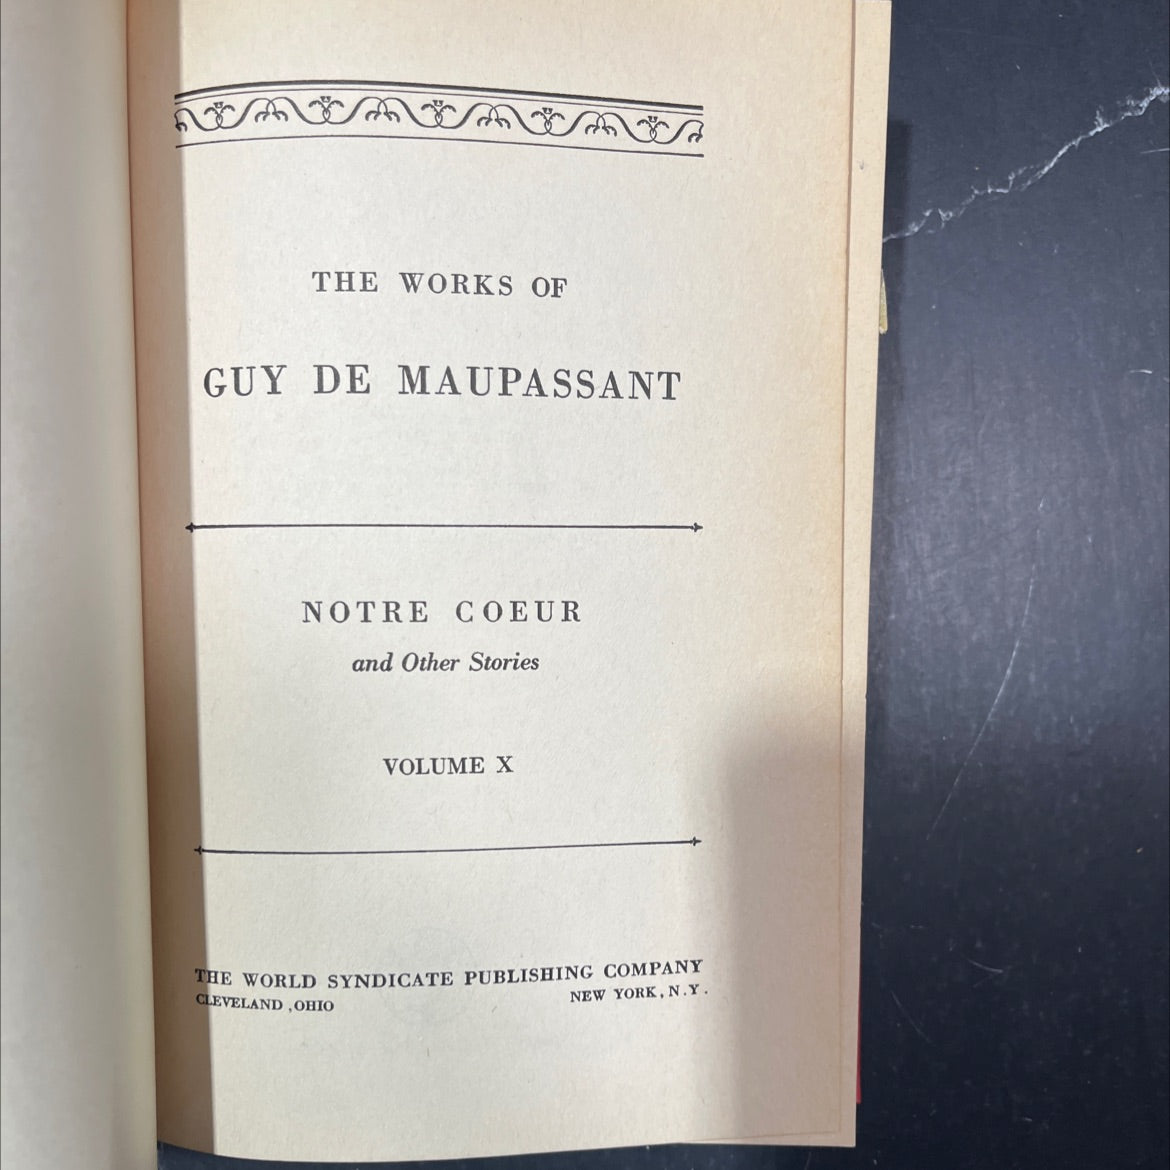 THE WORKS OF
GUY DE MAUPASSANT
NOTRE COEUR
and Other Stories
VOLUME X
THE WORLD SYNDICATE PUBLISHING COMPANY
CLEVELAND ,OHIO NEW YORK, N.Y.